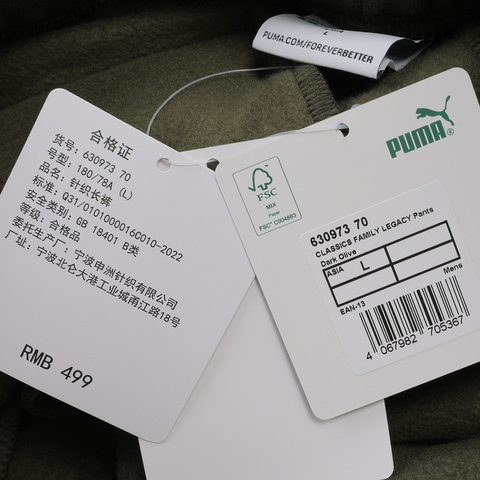 L
PUMA.COM/FOREVERBETTER
合格证
货号: 630973 70
号型: 180/78A (L)
品名: 针织长裤
标准: Q31/0101000016C010-2022
安全类别: GB 18401 B类
等级: 合格品
委托生产厂: 宁波申洲针织有限公司
厂址: 宁波北仑大港工业城甬江路18号
RMB 499
PUMA®
FSC
MIX
Paper
FSC™ C004663
630973 70
CLASSICS FAMILY LEGACY Pants
Dark Olive
ASIA
L
EAN-13
Mens
4 067982 705367